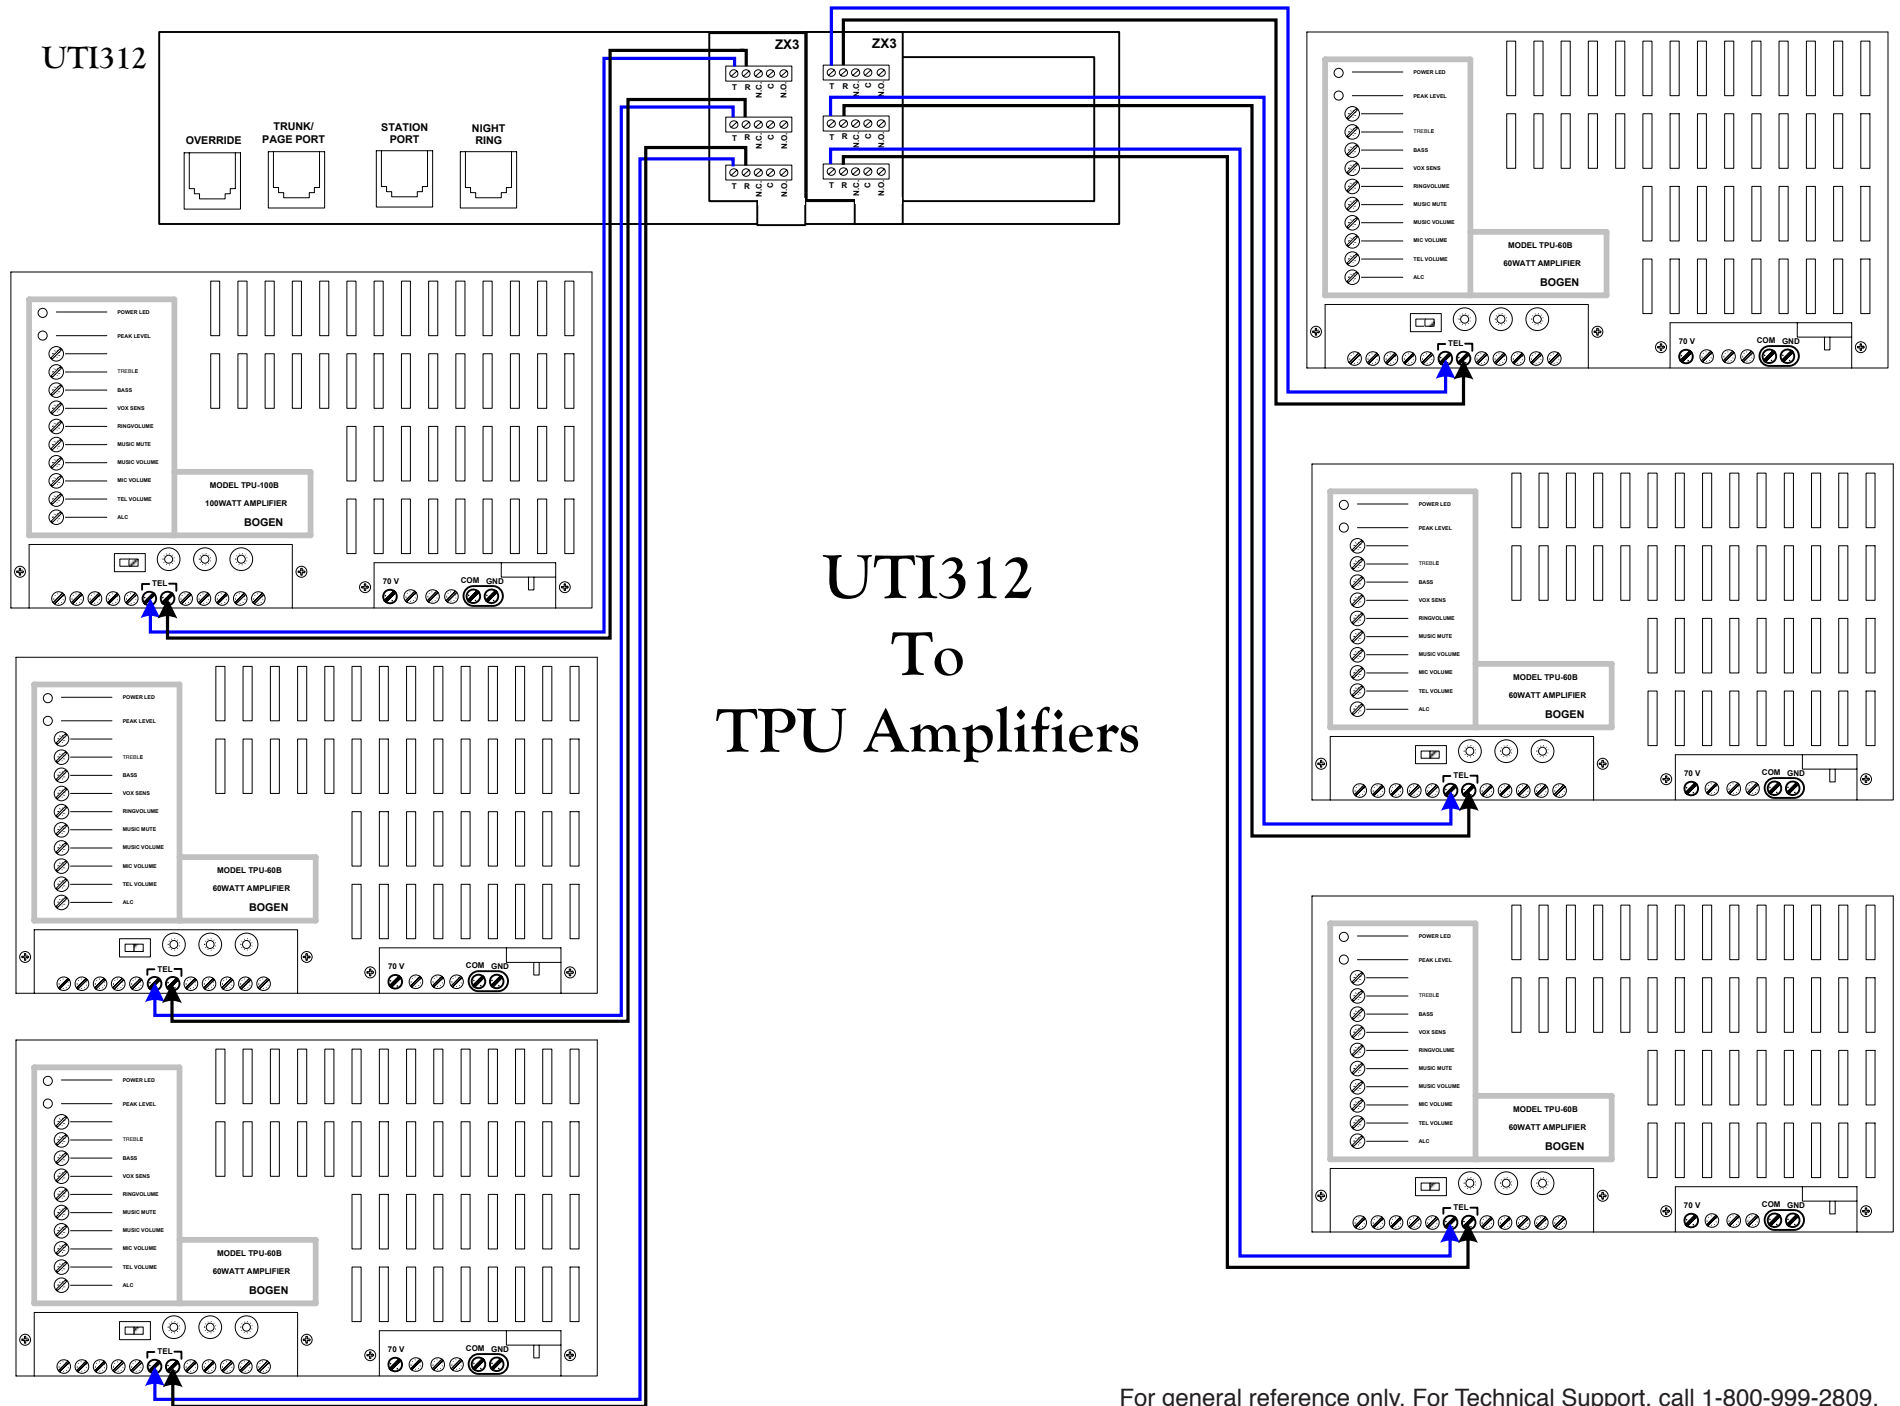 UTI312
OVERRIDE
TRUNK/
PAGE PORT
STATION
PORT
NIGHT
RING
ZX3
T R N.C. C N.O.
T R N.C. C N.O.
T R N.C. C N.O.
ZX3
T R N.C. C N.O.
T R N.C. C N.O.
T R N.C. C N.O.
POWER LED
PEAK LEVEL
TREBLE
BASS
VOX SENS
RINGVOLUME
MUSIC MUTE
MUSIC VOLUME
MIC VOLUME
TEL VOLUME
ALC
MODEL TPU-100B
100WATT AMPLIFIER
BOGEN
TEL
70 V
COM GND
POWER LED
PEAK LEVEL
TREBLE
BASS
VOX SENS
RINGVOLUME
MUSIC MUTE
MUSIC VOLUME
MIC VOLUME
TEL VOLUME
ALC
MODEL TPU-60B
60WATT AMPLIFIER
BOGEN
TEL
70 V
COM GND
POWER LED
PEAK LEVEL
TREBLE
BASS
VOX SENS
RINGVOLUME
MUSIC MUTE
MUSIC VOLUME
MIC VOLUME
TEL VOLUME
ALC
MODEL TPU-60B
60WATT AMPLIFIER
BOGEN
TEL
70 V
COM GND
UTI312
To
TPU Amplifiers
POWER LED
PEAK LEVEL
TREBLE
BASS
VOX SENS
RINGVOLUME
MUSIC MUTE
MUSIC VOLUME
MIC VOLUME
TEL VOLUME
ALC
MODEL TPU-60B
60WATT AMPLIFIER
BOGEN
TEL
70 V
COM GND
POWER LED
PEAK LEVEL
TREBLE
BASS
VOX SENS
RINGVOLUME
MUSIC MUTE
MUSIC VOLUME
MIC VOLUME
TEL VOLUME
ALC
MODEL TPU-60B
60WATT AMPLIFIER
BOGEN
TEL
70 V
COM GND
POWER LED
PEAK LEVEL
TREBLE
BASS
VOX SENS
RINGVOLUME
MUSIC MUTE
MUSIC VOLUME
MIC VOLUME
TEL VOLUME
ALC
MODEL TPU-60B
60WATT AMPLIFIER
BOGEN
TEL
70 V
COM GND
For general reference only. For Technical Support, call 1-800-999-2809.